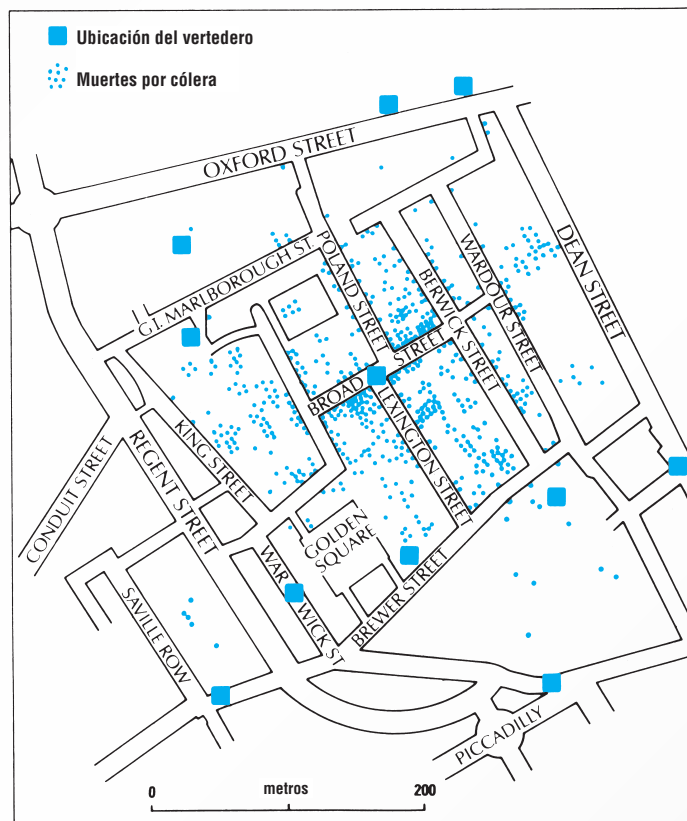 Ubicación del vertedero
Muertes por cólera
OXFORD STREET
GT. MARLBOROUGH ST.
POLAND STREET
BERWICK STREET
WARDOUR STREET
DEAN STREET
BROAD STREET
LEXINGTON STREET
KING STREET
REGENT STREET
CONDUIT STREET
GOLDEN
SQUARE
WARWICK ST
BREWER STREET
SAVILLE ROW
PICCADILLY
0 metros 200